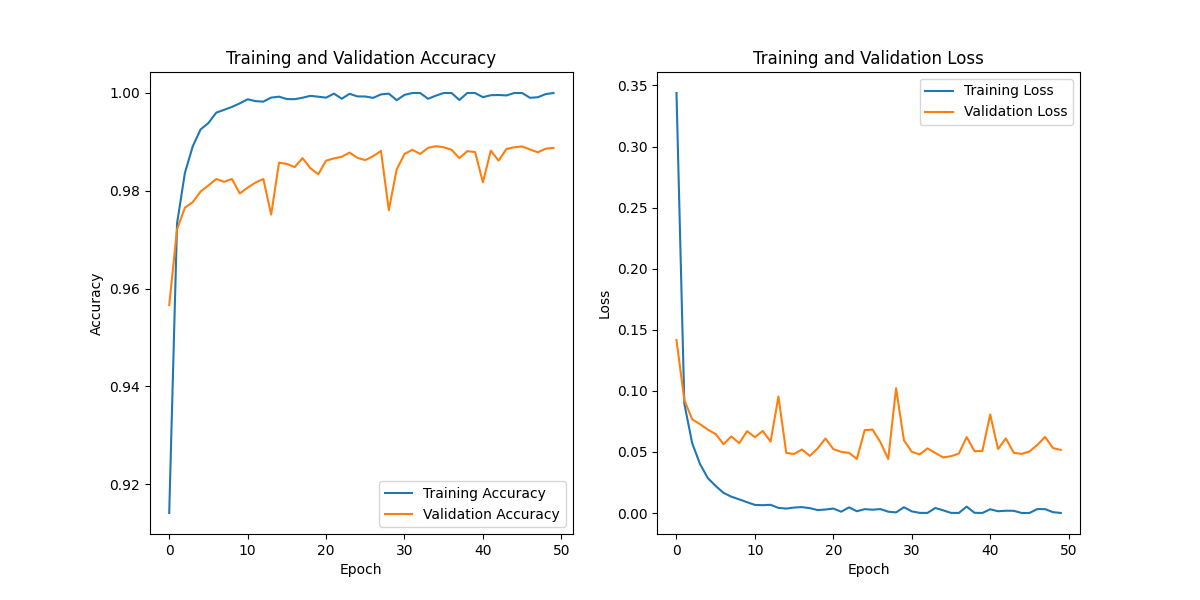 Training and Validation Accuracy
1.00
0.98
0.96
0.94
0.92
Accuracy
0
10
20
30
40
50
Epoch
Training Accuracy
Validation Accuracy
Training and Validation Loss
0.35
0.30
0.25
0.20
0.15
0.10
0.05
0.00
Loss
0
10
20
30
40
50
Epoch
Training Loss
Validation Loss